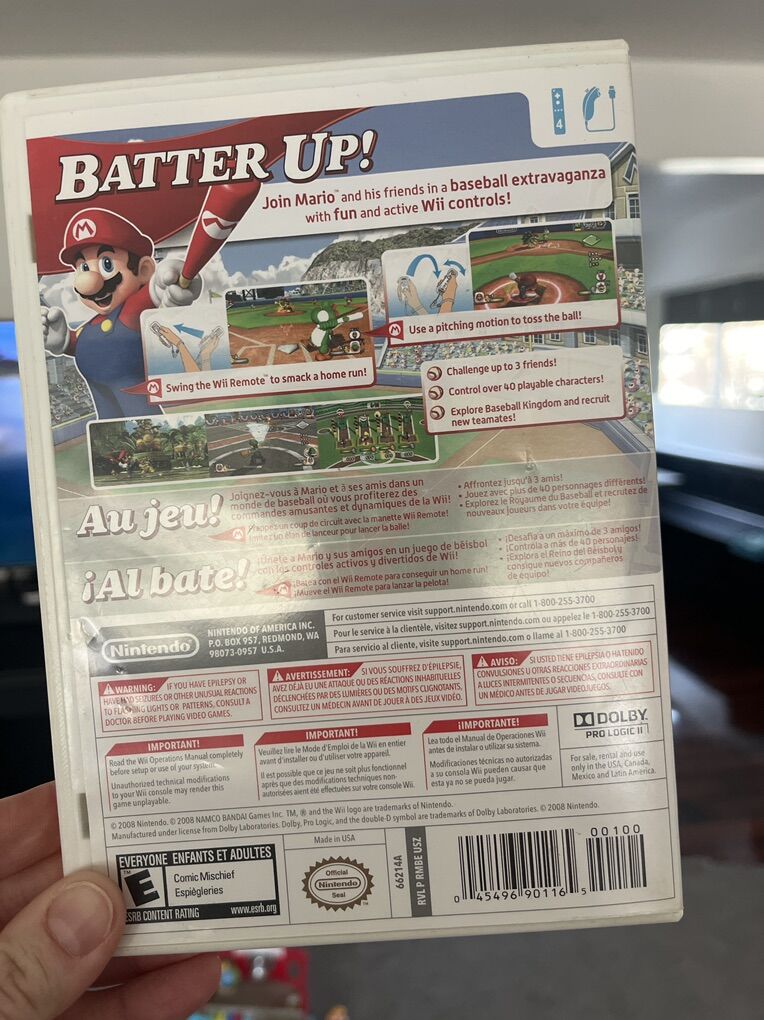 4
BATTER UP!
Join Mario™ and his friends in a baseball extravaganza
with fun and active Wii controls!
Use a pitching motion to toss the ball!
Swing the Wii Remote™ to smack a home run!
Challenge up to 3 friends!
Control over 40 playable characters!
Explore Baseball Kingdom and recruit
new teamates!
Au jeu!
Joignez-vous à Mario et à ses amis dans un
monde de baseball où vous profiterez des
commandes amusantes et dynamiques de la Wii!
Frappez un coup de circuit avec la manette Wii Remote!
Imitez un élan de lanceur pour lancer la balle!
• Affrontez jusqu'à 3 amis!
• Jouez avec plus de 40 personnages différents!
• Explorez le Royaume du Baseball et recrutez de
nouveaux joueurs dans votre équipe!
¡Al bate!
¡Únete a Mario y sus amigos en un juego de béisbol
con los controles activos y divertidos de Wii!
¡Batea con el Wii Remote para conseguir un home run!
¡Mueve el Wii Remote para lanzar la pelota!
• ¡Desafía a un máximo de 3 amigos!
• ¡Controla a más de 40 personajes!
• ¡Explora el Reino del Béisbol y
consigue nuevos compañeros
de equipo!
Nintendo®
NINTENDO OF AMERICA INC.
P.O. BOX 957, REDMOND, WA
98073-0957 U.S.A.
For customer service visit support.nintendo.com or call 1-800-255-3700
Pour le service à la clientèle, visitez support.nintendo.com ou appelez le 1-800-255-3700
Para servicio al cliente, visite support.nintendo.com o llame al 1-800-255-3700
WARNING: IF YOU HAVE EPILEPSY OR
HAVE HAD SEIZURES OR OTHER UNUSUAL REACTIONS
TO FLASHING LIGHTS OR PATTERNS, CONSULT A
DOCTOR BEFORE PLAYING VIDEO GAMES.
AVERTISSEMENT: SI VOUS SOUFFREZ D'ÉPILEPSIE,
AVEZ DÉJÀ EU UNE ATTAQUE OU DES RÉACTIONS INHABITUELLES
DÉCLENCHÉES PAR DES LUMIÈRES OU DES MOTIFS CLIGNOTANTS,
CONSULTEZ UN MÉDECIN AVANT DE JOUER À DES JEUX VIDÉO.
AVISO: SI USTED TIENE EPILEPSIA O HA TENIDO
CONVULSIONES U OTRAS REACCIONES EXTRAORDINARIAS
A LUCES INTERMITENTES O SECUENCIAS, CONSULTE CON
UN MÉDICO ANTES DE JUGAR VIDEOJUEGOS.
IMPORTANT!
Read the Wii Operations Manual completely
before setup or use of your system.
Unauthorized technical modifications
to your Wii console may render this
game unplayable.
IMPORTANT!
Veuillez lire le Mode d'Emploi de la Wii en entier
avant d'installer ou d'utiliser votre appareil.
Il est possible que ce jeu ne soit plus fonctionnel
après que des modifications techniques non-
autorisées aient été effectuées sur votre console Wii.
¡IMPORTANTE!
Lea todo el Manual de Operaciones Wii
antes de instalar o utilizar su sistema.
Modificaciones técnicas no autorizadas
a su consola Wii pueden causar que
esta ya no se pueda jugar.
DOLBY
PRO LOGIC II
For sale, rental and use
only in the USA, Canada,
Mexico and Latin America.
© 2008 Nintendo. © 2008 NAMCO BANDAI Games Inc. TM, ® and the Wii logo are trademarks of Nintendo.
Manufactured under license from Dolby Laboratories. Dolby, Pro Logic, and the double-D symbol are trademarks of Dolby Laboratories. © 2008 Nintendo.
EVERYONE ENFANTS ET ADULTES
E
Comic Mischief
Espiègleries
ESRB CONTENT RATING www.esrb.org
Made in USA
Official
Nintendo
Seal
66214A
RVL P RMBE USZ
00100
0 45496 90116 5